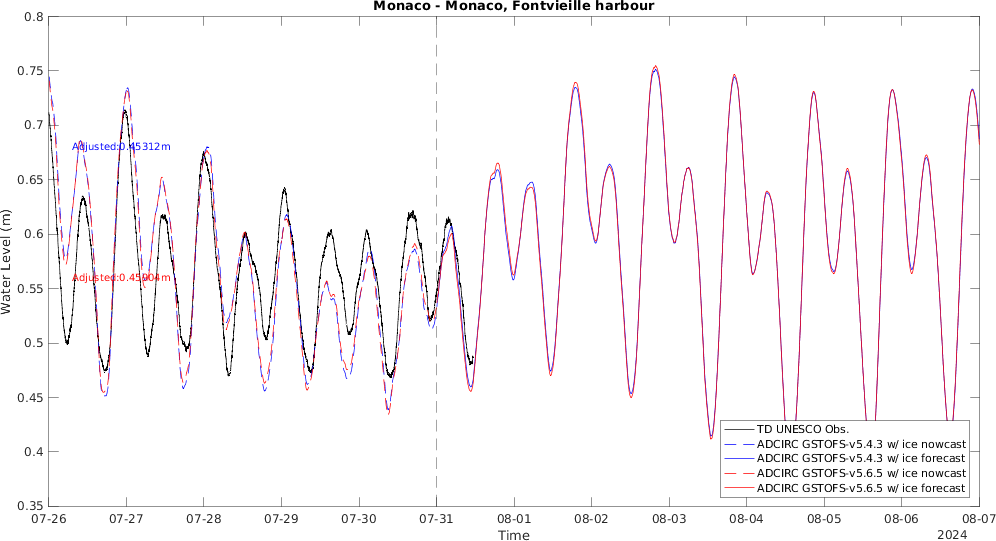 Monaco - Monaco, Fontvieille harbour
0.8
0.75
0.7
0.65
0.6
0.55
0.5
0.45
0.4
0.35
Water Level (m)
Adjusted:0.45312m
Adjusted:0.45904m
TD UNESCO Obs.
ADCIRC GSTOFS-v5.4.3 w/ ice nowcast
ADCIRC GSTOFS-v5.4.3 w/ ice forecast
ADCIRC GSTOFS-v5.6.5 w/ ice nowcast
ADCIRC GSTOFS-v5.6.5 w/ ice forecast
07-26 07-27 07-28 07-29 07-30 07-31 08-01 08-02 08-03 08-04 08-05 08-06 08-07
Time
2024